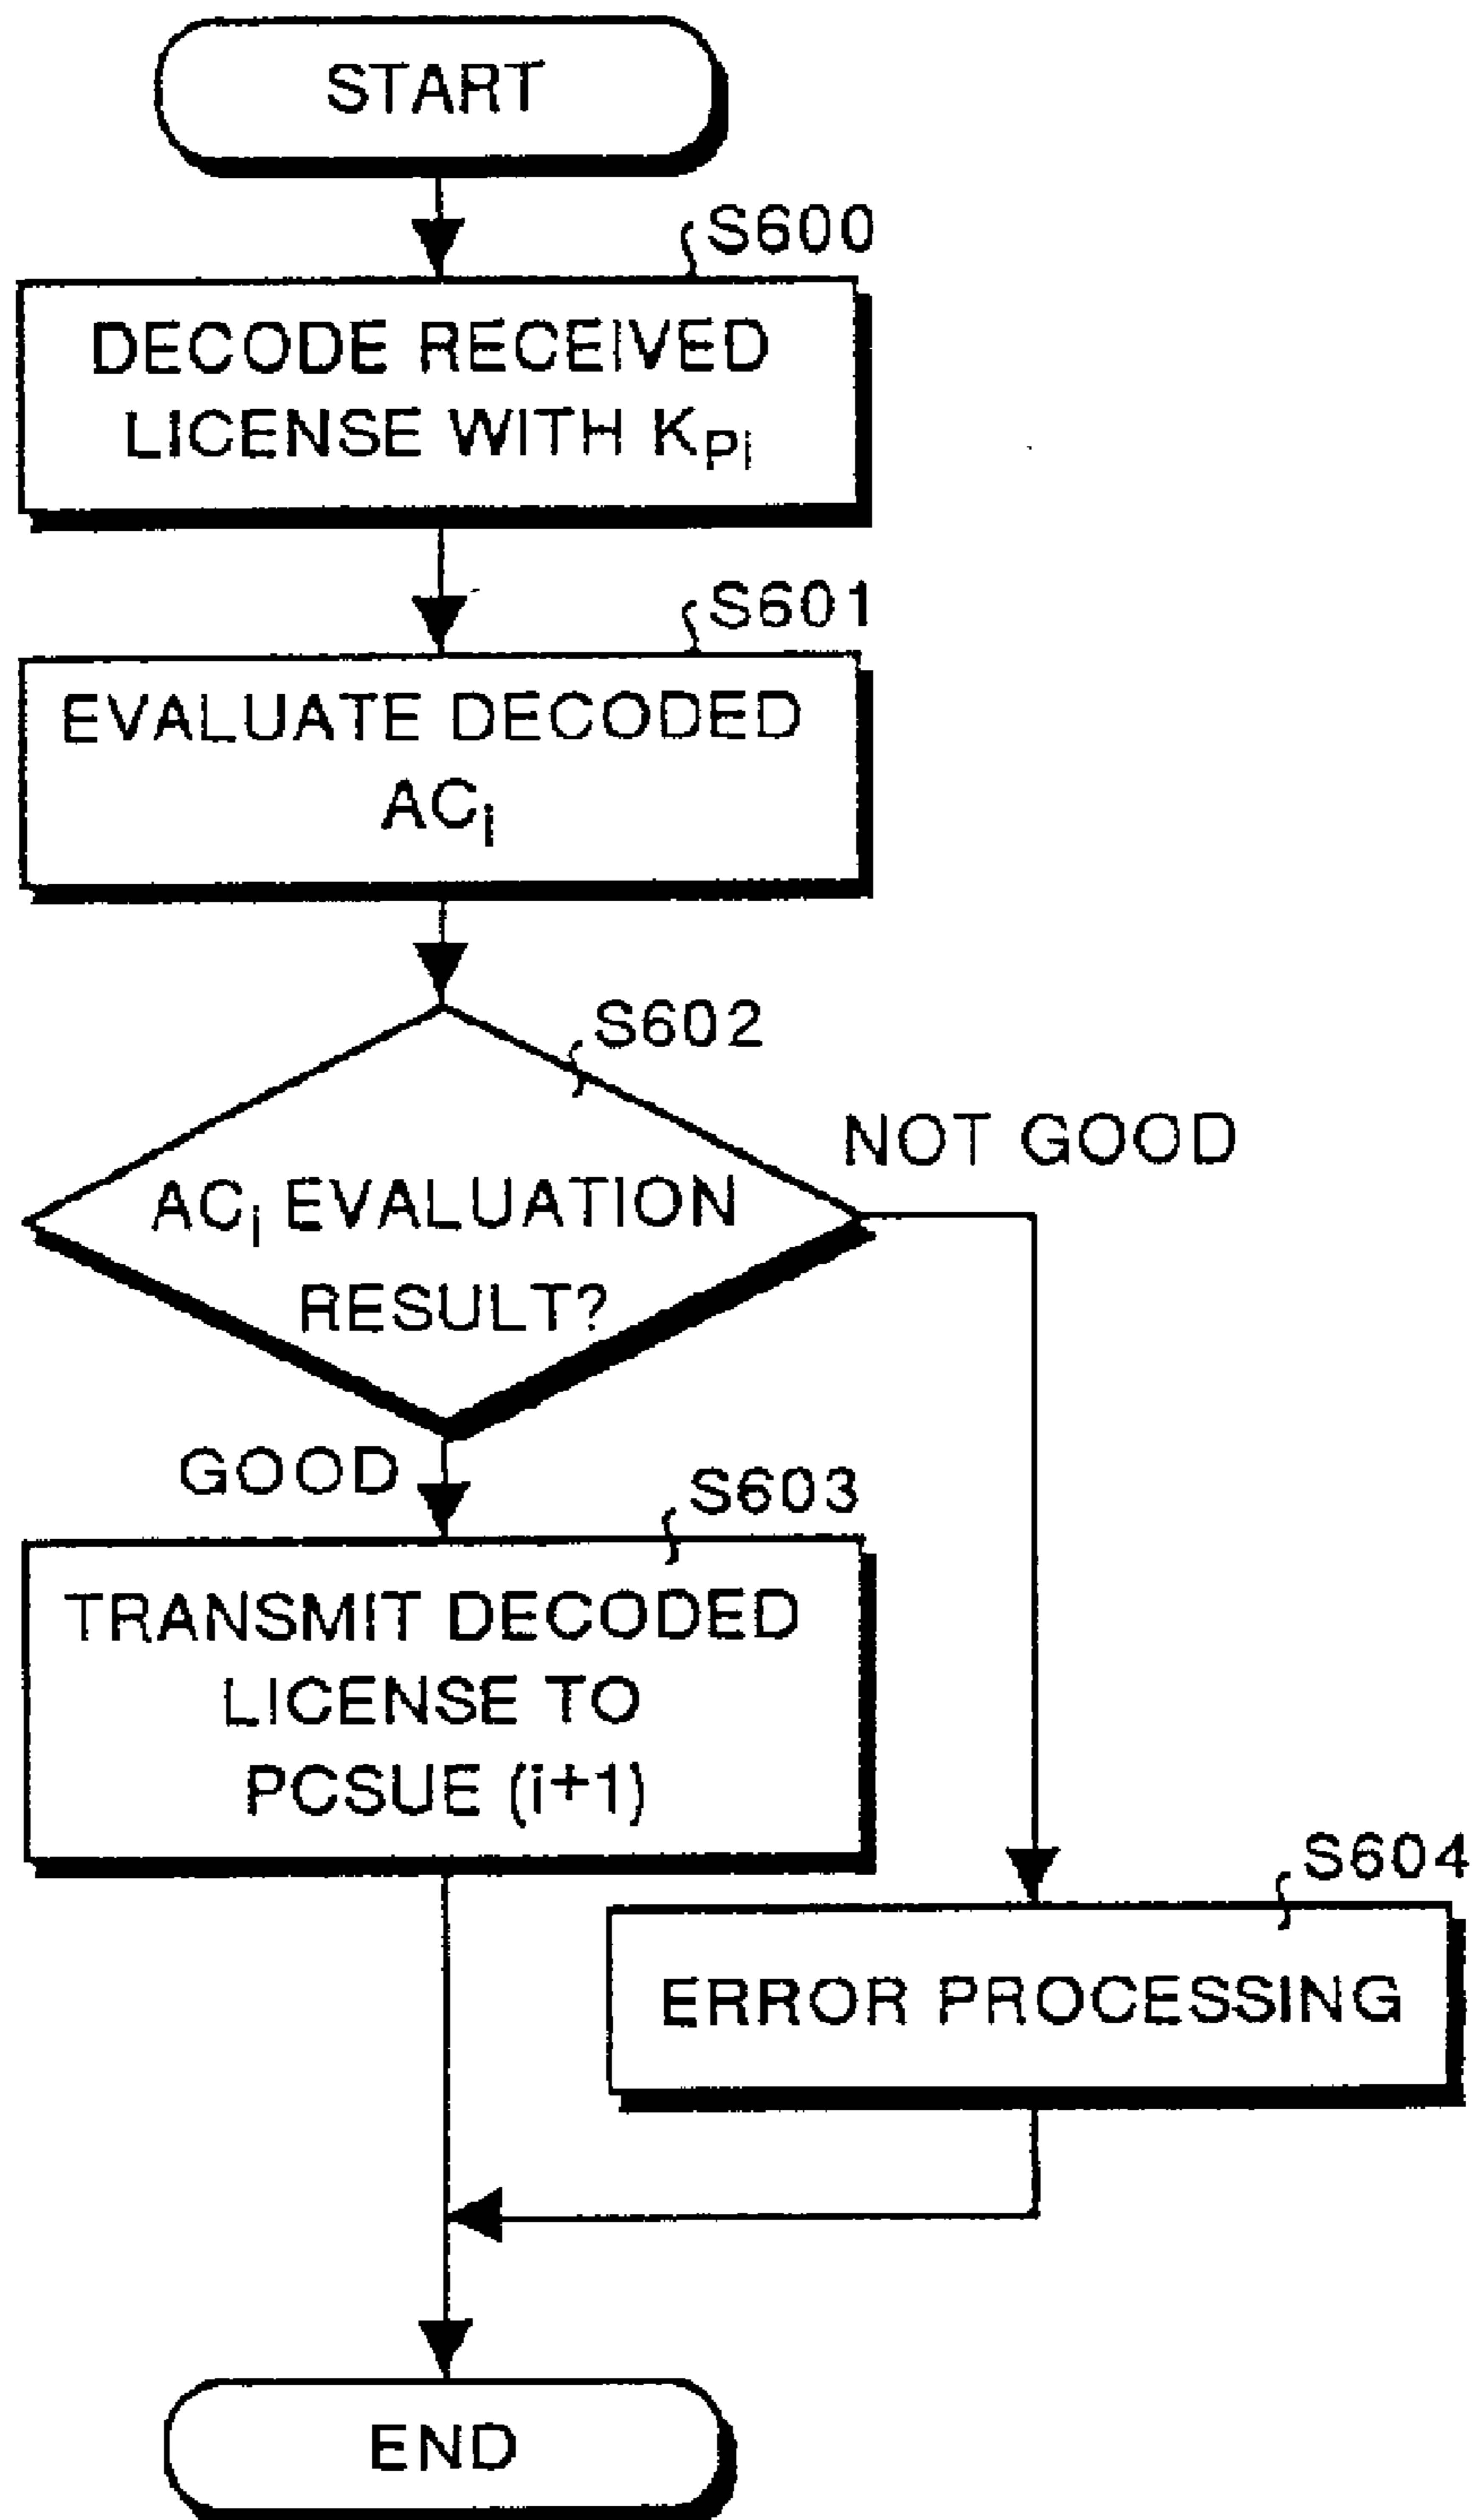 START
S600
DECODE RECEIVED
LICENSE WITH KPi
S601
EVALUATE DECODED
ACi
S602
NOT GOOD
ACi EVALUATION
RESULT?
GOOD
S603
TRANSMIT DECODED
LICENSE TO
PCSUE (i+1)
S604
ERROR PROCESSING
END